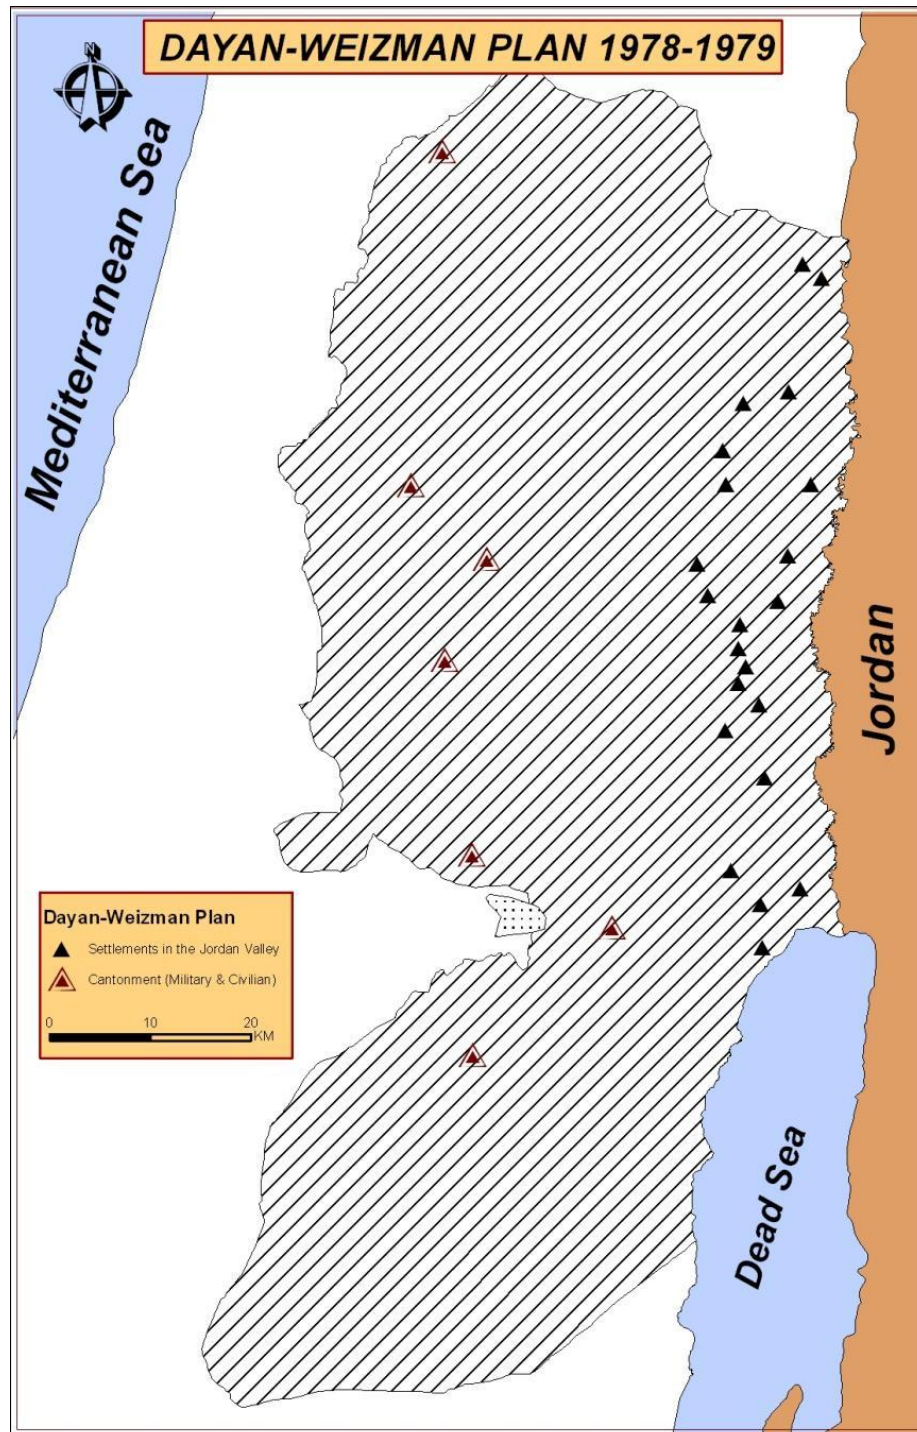 DAYAN-WEIZMAN PLAN 1978-1979
N
Mediterranean Sea
Jordan
Dayan-Weizman Plan
Settlements in the Jordan Valley
Cantonment (Military & Civilian)
0 10 20
KM
Dead Sea